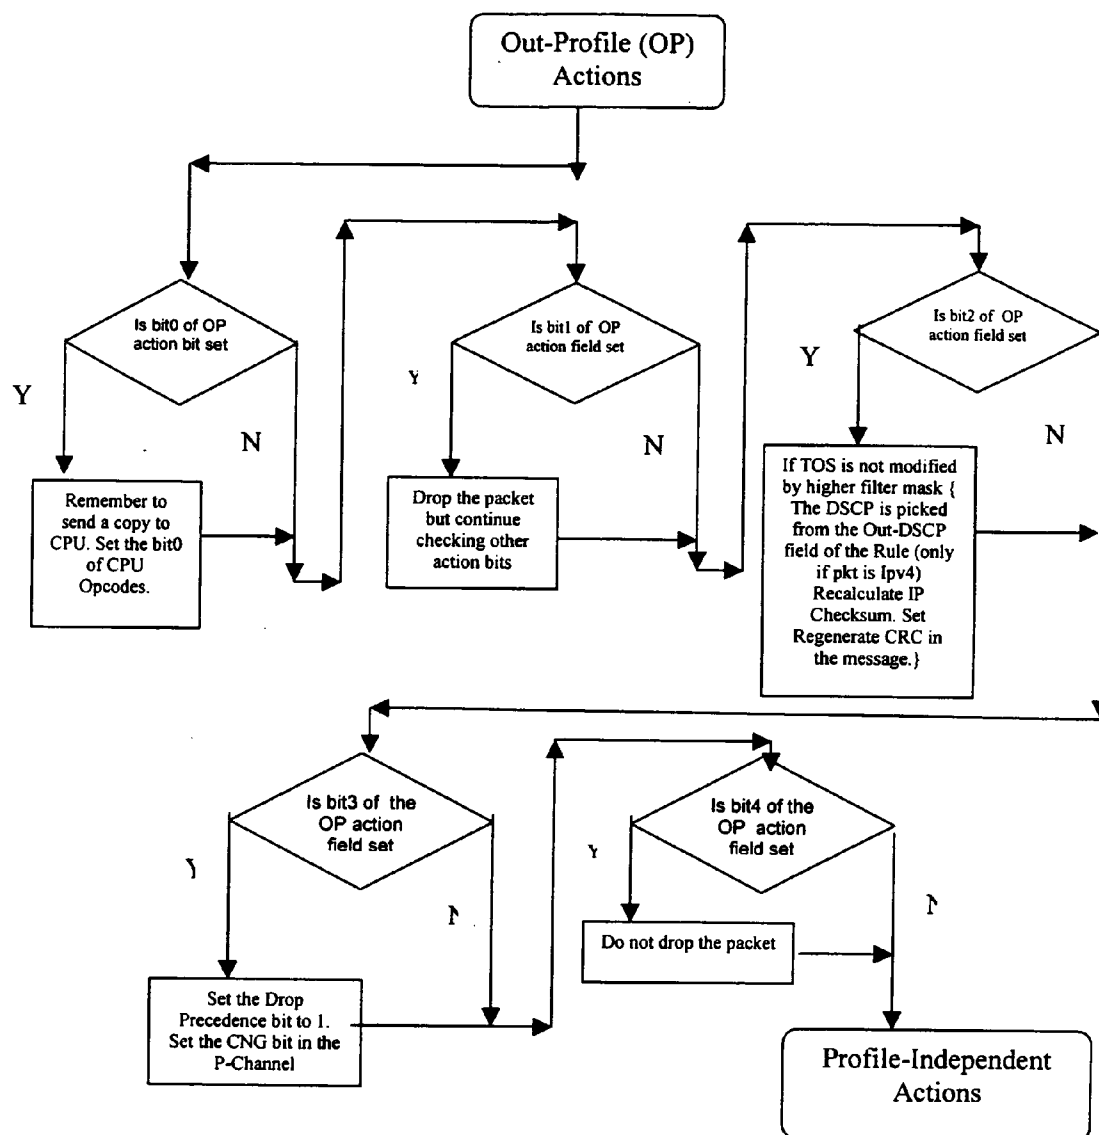 Out-Profile (OP)
Actions
Is bit0 of OP
action bit set
Is bit1 of OP
action field set
Is bit2 of OP
action field set
Y
N
Y
N
Y
N
Remember to
send a copy to
CPU. Set the bit0
of CPU
Opcodes.
Drop the packet
but continue
checking other
action bits
If TOS is not modified
by higher filter mask {
The DSCP is picked
from the Out-DSCP
field of the Rule (only
if pkt is Ipv4)
Recalculate IP
Checksum. Set
Regenerate CRC in
the message.}
Is bit3 of the
OP action
field set
Is bit4 of the
OP action
field set
Y
N
Y
N
Set the Drop
Precedence bit to 1.
Set the CNG bit in the
P-Channel
Do not drop the packet
Profile-Independent
Actions